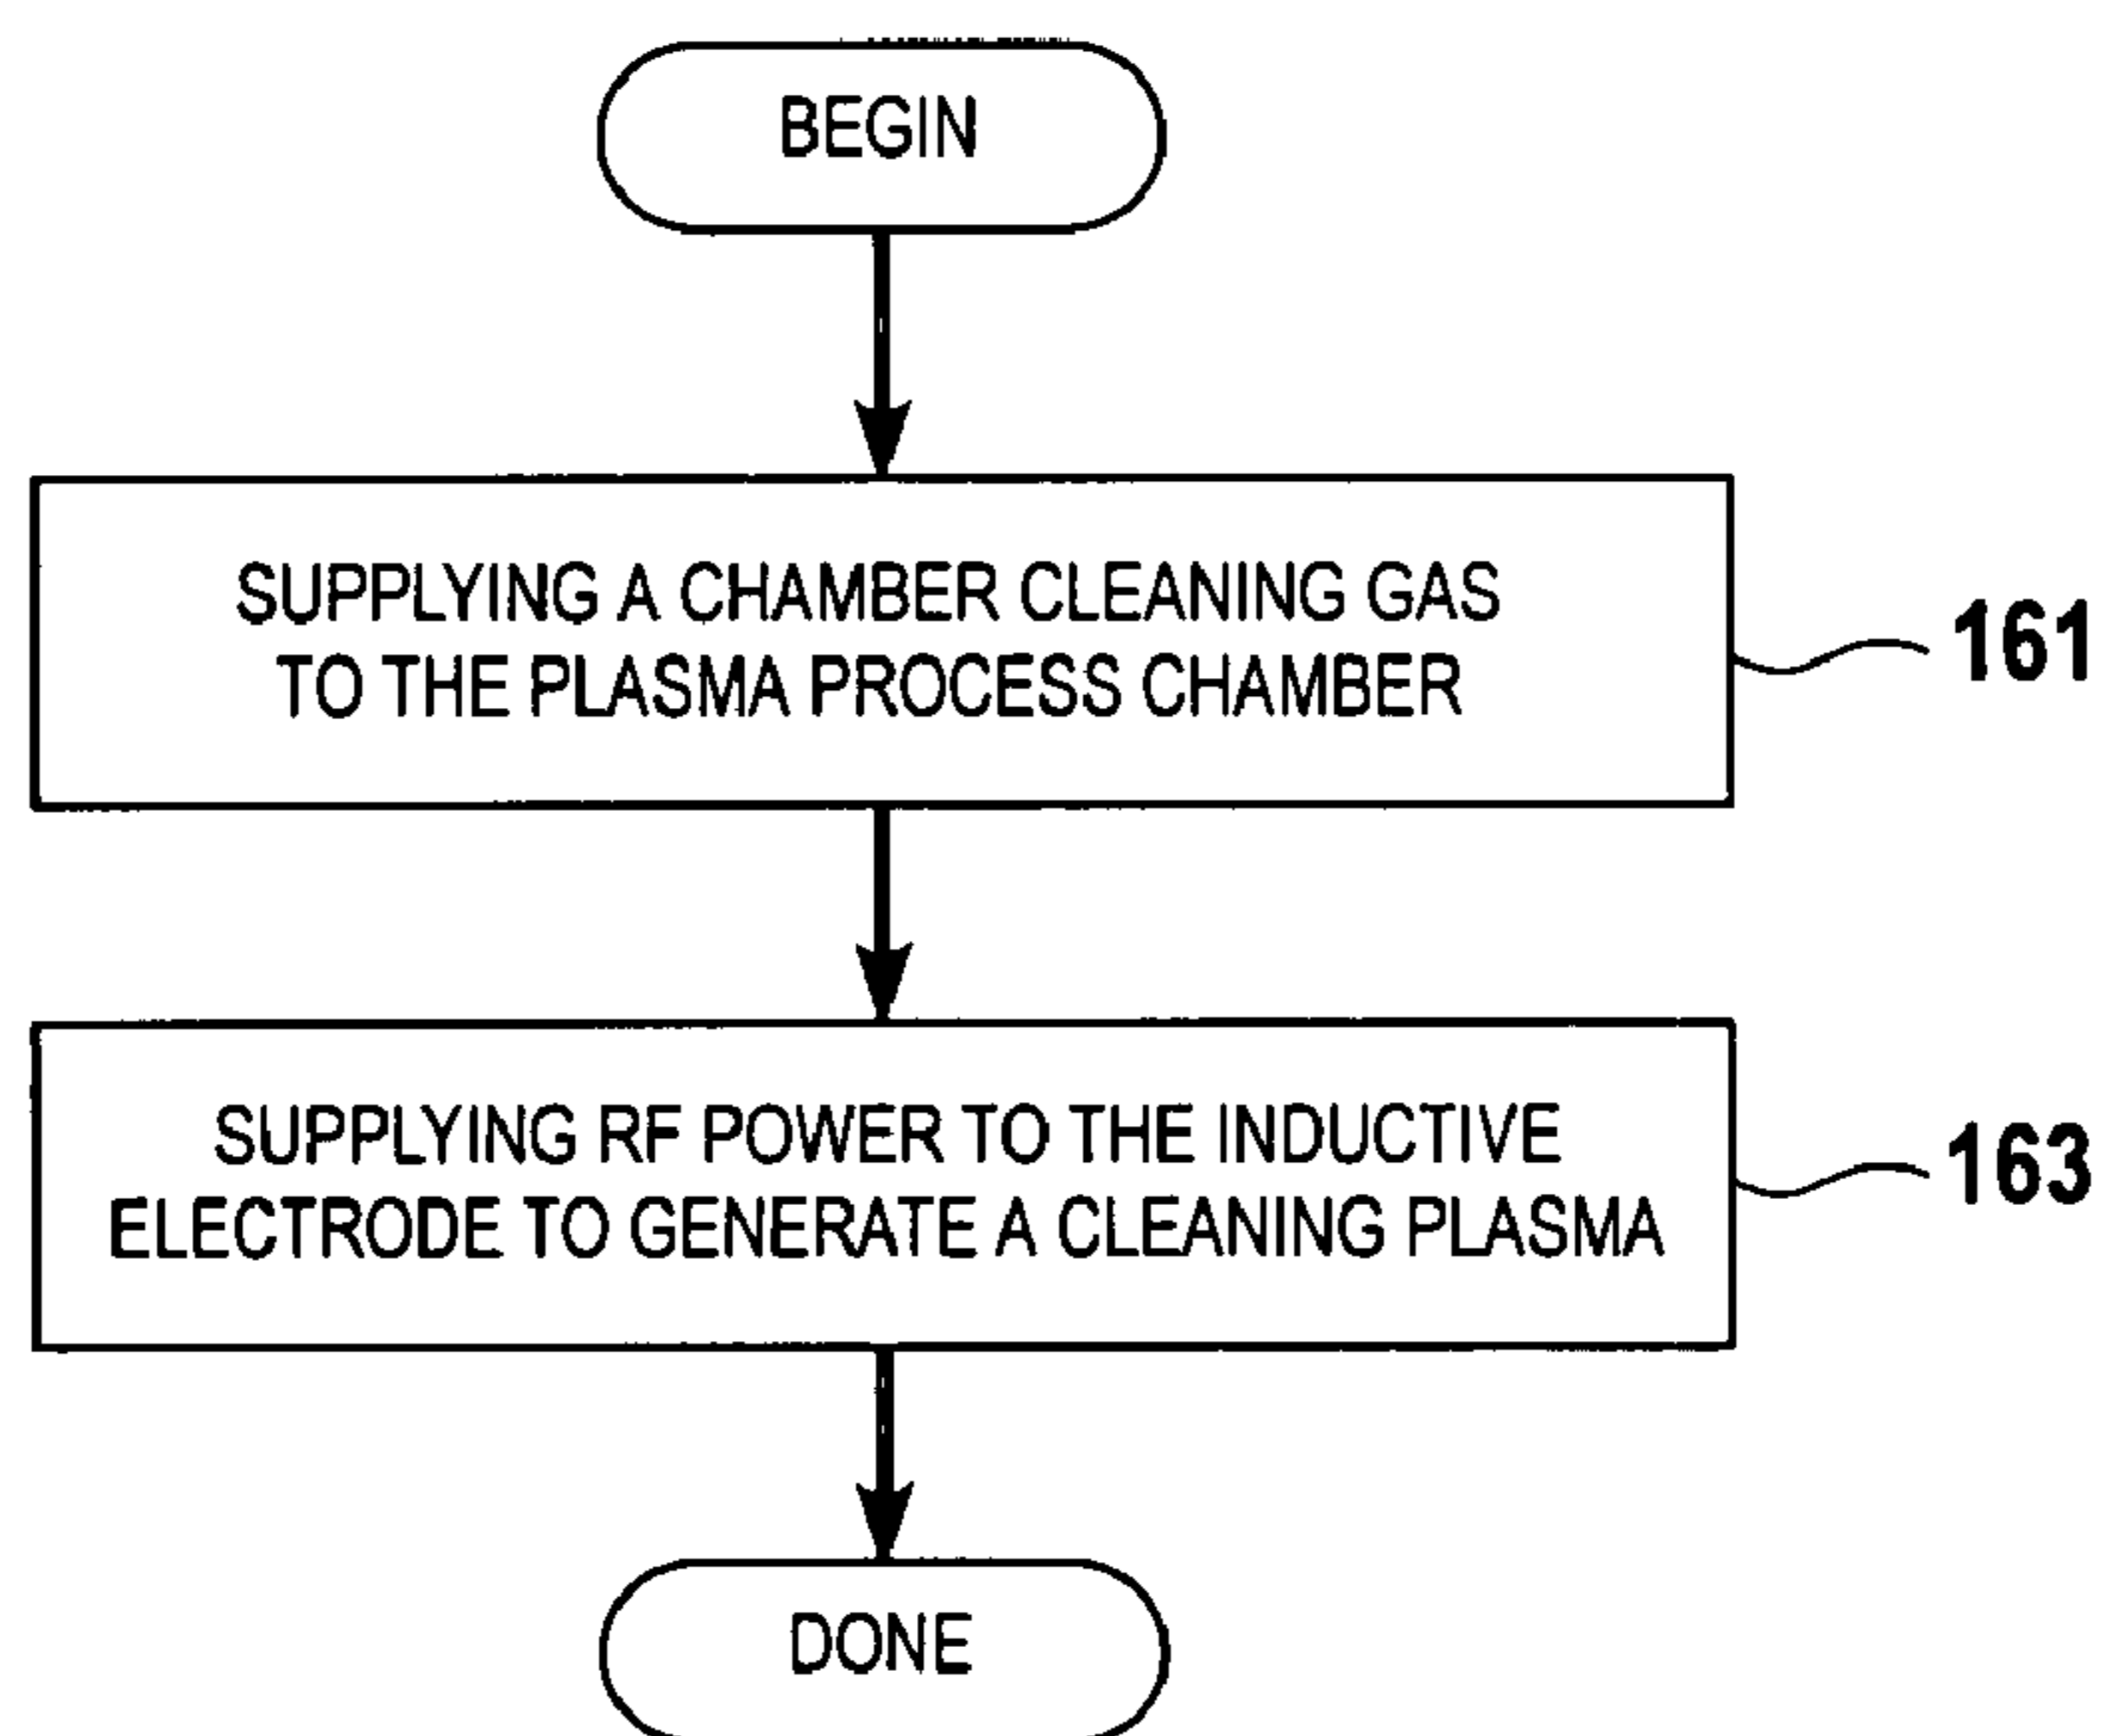 BEGIN
SUPPLYING A CHAMBER CLEANING GAS
TO THE PLASMA PROCESS CHAMBER
161
SUPPLYING RF POWER TO THE INDUCTIVE
ELECTRODE TO GENERATE A CLEANING PLASMA
163
DONE